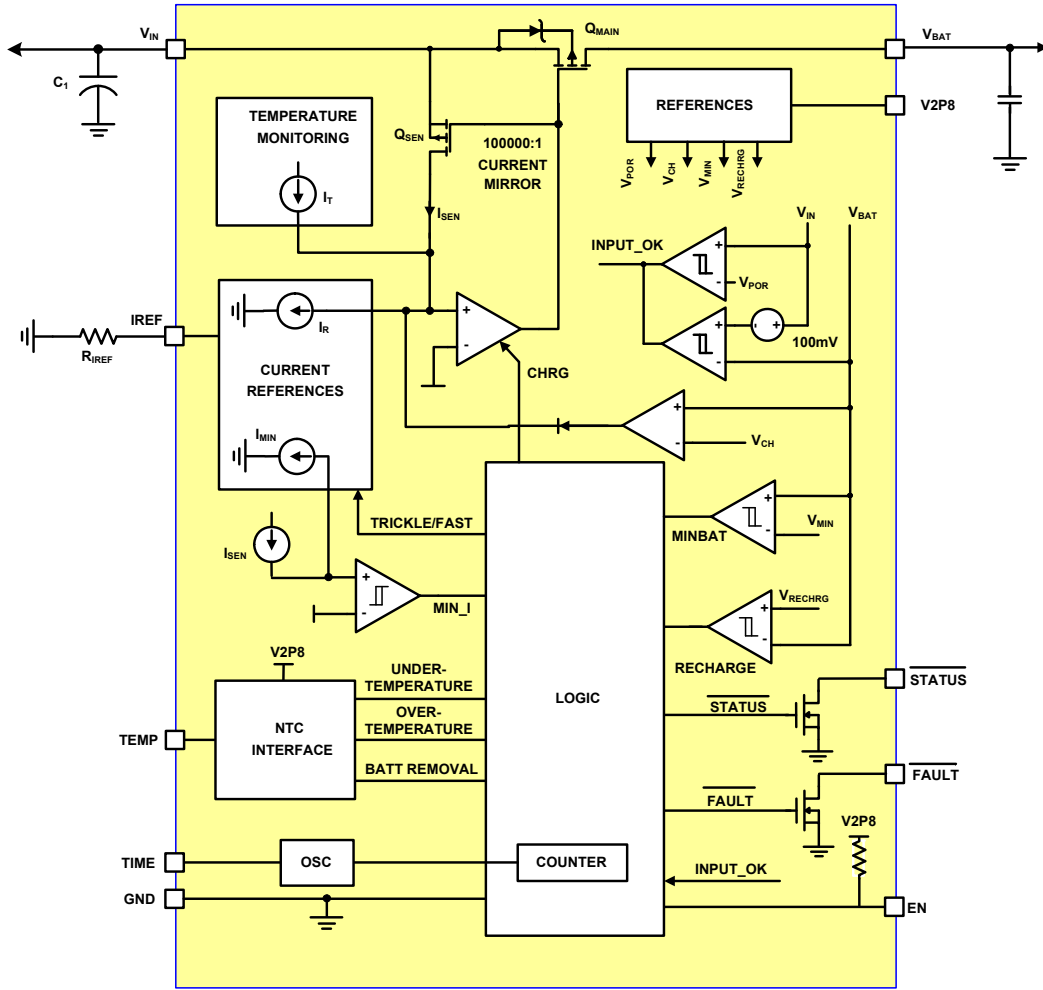 VIN
QMAIN
VBAT
C1
TEMPERATURE
MONITORING
IT
QSEN
100000:1
CURRENT
MIRROR
ISEN
REFERENCES
V2P8
VPOR
VCH
VMIN
VRECHRG
VIN
VBAT
INPUT_OK
+
-
VPOR
+
-
-
+
100mV
IREF
RIREF
IR
CURRENT
REFERENCES
IMIN
+
-
CHRG
+
-
VCH
TRICKLE/FAST
ISEN
+
-
MIN_I
+
-
VMIN
MINBAT
VRECHRG
+
-
RECHARGE
V2P8
NTC
INTERFACE
TEMP
UNDER-
TEMPERATURE
OVER-
TEMPERATURE
BATT REMOVAL
LOGIC
STATUS
STATUS
FAULT
FAULT
V2P8
TIME
OSC
COUNTER
INPUT_OK
GND
EN